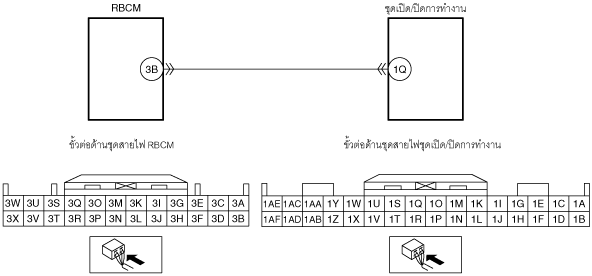 RBCM ชุดเปิด/ปิดการทำงาน
3B 1Q
ขั้วต่อด้านชุดสายไฟ RBCM ขั้วต่อด้านชุดสายไฟชุดเปิด/ปิดการทำงาน
3W 3U 3S 3Q 3O 3M 3K 3I 3G 3E 3C 3A 1AE 1AC 1AA 1Y 1W 1U 1S 1Q 1O 1M 1K 1I 1G 1E 1C 1A
3X 3V 3T 3R 3P 3N 3L 3J 3H 3F 3D 3B 1AF 1AD 1AB 1Z 1X 1V 1T 1R 1P 1N 1L 1J 1H 1F 1D 1B